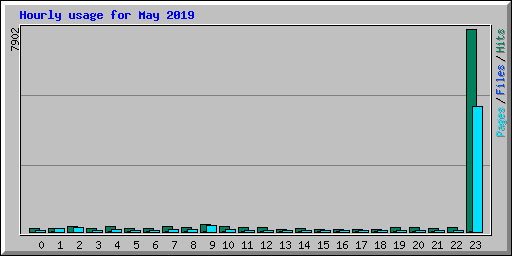 Hourly usage for May 2019
7902
Pages/Files/Hits
0 1 2 3 4 5 6 7 8 9 10 11 12 13 14 15 16 17 18 19 20 21 22 23